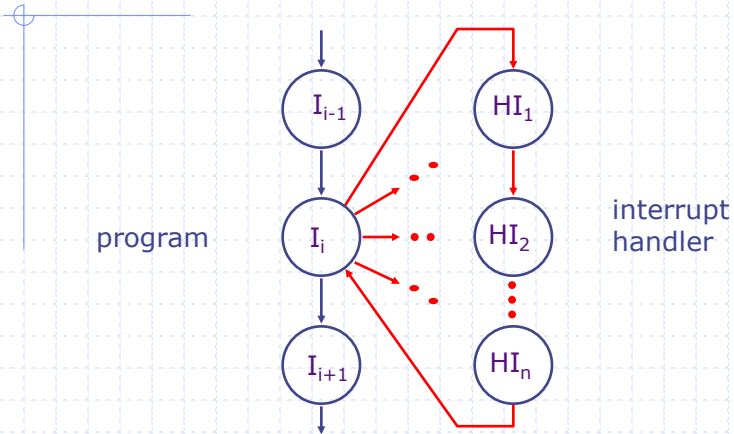 I_{i-1}
HI_1
program
I_i
HI_2
interrupt
handler
I_{i+1}
HI_n